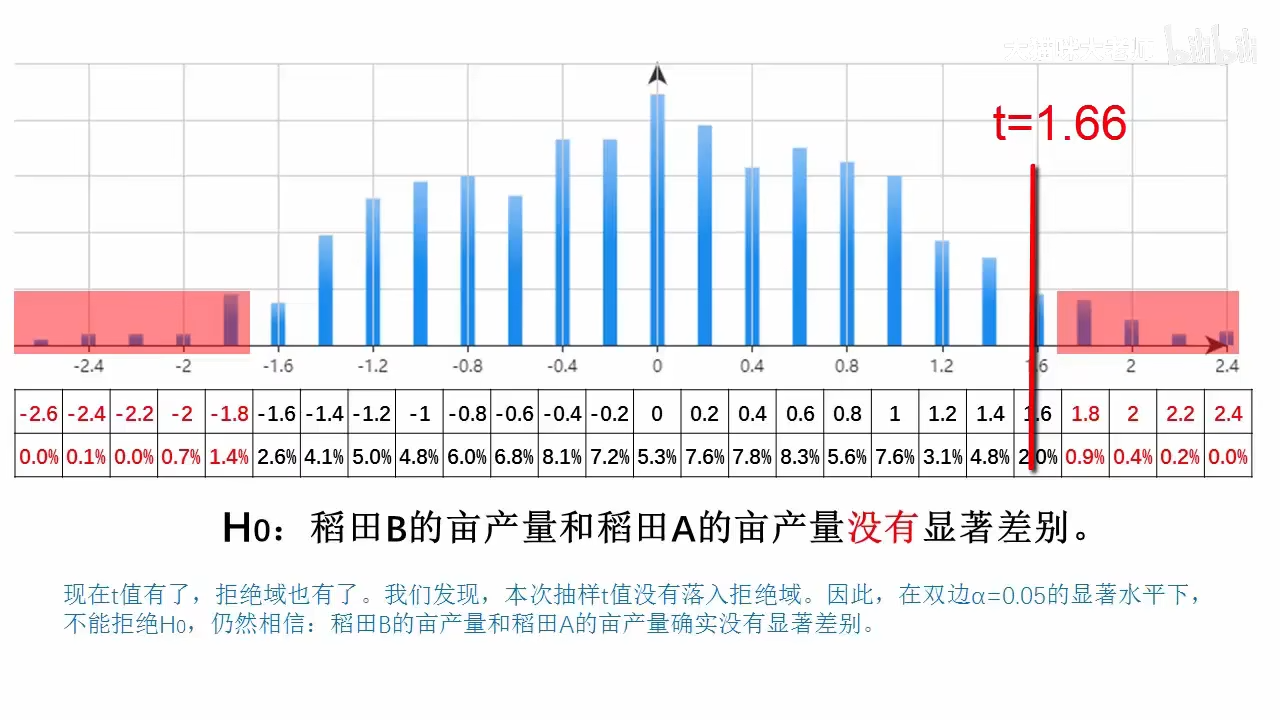 大猫咪大老师 bilibili
t=1.66
-2.4 -2 -1.6 -1.2 -0.8 -0.4 0 0.4 0.8 1.2 1.6 2 2.4
-2.6 -2.4 -2.2 -2 -1.8 -1.6 -1.4 -1.2 -1 -0.8 -0.6 -0.4 -0.2 0 0.2 0.4 0.6 0.8 1 1.2 1.4 1.6 1.8 2 2.2 2.4
0.0% 0.1% 0.0% 0.7% 1.4% 2.6% 4.1% 5.0% 4.8% 6.0% 6.8% 8.1% 7.2% 5.3% 7.6% 7.8% 8.3% 5.6% 7.6% 3.1% 4.8% 2.0% 0.9% 0.4% 0.2% 0.0%
H0：稻田B的亩产量和稻田A的亩产量没有显著差别。
现在t值有了，拒绝域也有了。我们发现，本次抽样t值没有落入拒绝域。因此，在双边α=0.05的显著水平下，
不能拒绝H0，仍然相信：稻田B的亩产量和稻田A的亩产量确实没有显著差别。